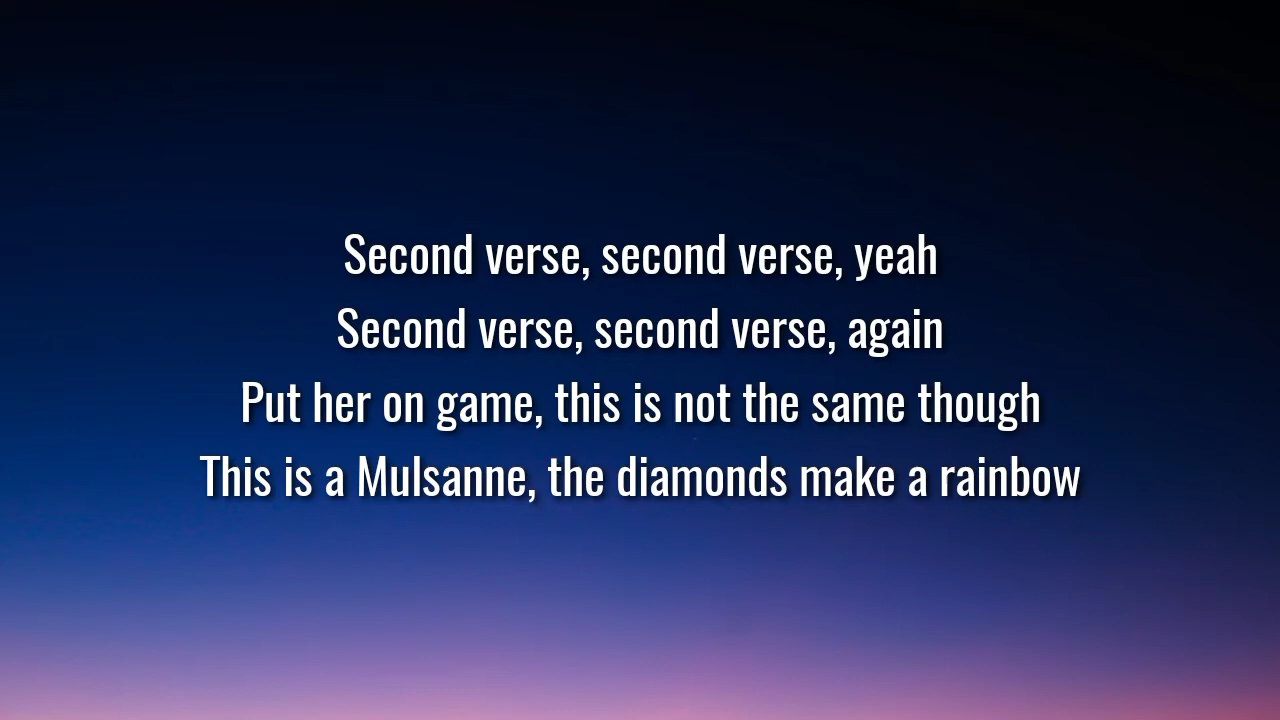 Second verse, second verse, yeah
Second verse, second verse, again
Put her on game, this is not the same though
This is a Mulsanne, the diamonds make a rainbow